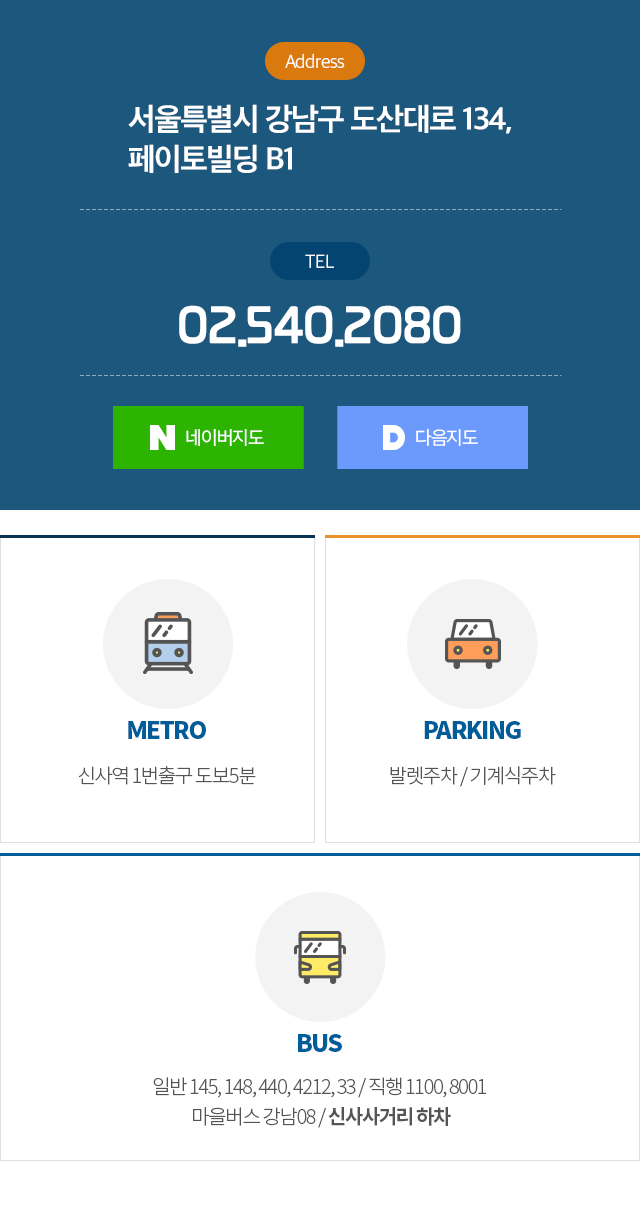 Address
서울특별시 강남구 도산대로 134,
페이토빌딩 B1
TEL
02.540.2080
N 네이버지도
D 다음지도
METRO
신사역 1번출구 도보5분
PARKING
발렛주차 / 기계식주차
BUS
일반 145, 148, 440, 4212, 33 / 직행 1100, 8001
마을버스 강남08 / 신사사거리 하차